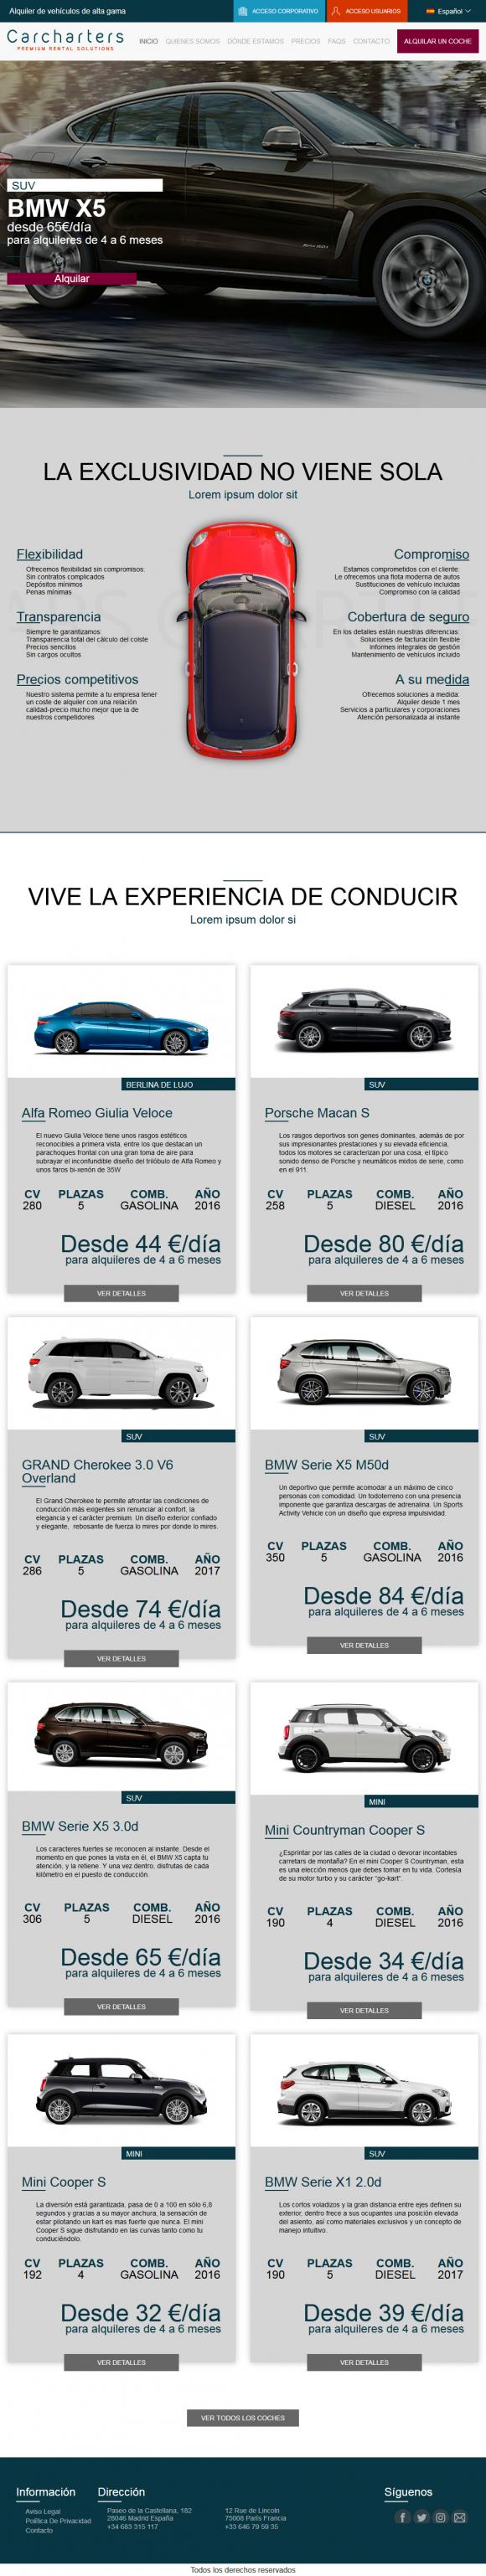 Alquiler de vehículos de alta gama
ACCESO CORPORATIVO
ACCESO USUARIOS
Español
Carcharters
PREMIUM RENTAL SOLUTIONS
INICIO QUIENES SOMOS DÓNDE ESTAMOS PRECIOS FAQS CONTACTO
ALQUILAR UN COCHE
SUV
BMW X5
desde 65€/día
para alquileres de 4 a 6 meses
Alquilar
LA EXCLUSIVIDAD NO VIENE SOLA
Lorem ipsum dolor sit
Flexibilidad
Ofrecemos flexibilidad sin compromisos:
Sin contratos complicados
Depósitos mínimos
Penas mínimas
Transparencia
Siempre te garantizamos:
Transparencia total del cálculo del coste
Precios sencillos
Sin cargos ocultos
Precios competitivos
Nuestro sistema permite a tu empresa tener
un coste de alquiler con una relación
calidad-precio mucho mejor que la de
nuestros competidores
Compromiso
Estamos comprometidos con el cliente:
Le ofrecemos una flota moderna de autos
Sustituciones de vehículo incluidas
Compromiso con la calidad
Cobertura de seguro
En los detalles están nuestras diferencias:
Soluciones de facturación flexible
Informes integrales de gestión
Mantenimiento de vehículos incluido
A su medida
Ofrecemos soluciones a medida:
Alquiler desde 1 mes
Servicios a particulares y corporaciones
Atención personalizada al instante
VIVE LA EXPERIENCIA DE CONDUCIR
Lorem ipsum dolor si
BERLINA DE LUJO
Alfa Romeo Giulia Veloce
El nuevo Giulia Veloce tiene unos rasgos estéticos
reconocibles a primera vista, entre los que destacan un
parachoques frontal con una gran toma de aire para
subrayar el inconfundible diseño del trilóbulo de Alfa Romeo y
unos faros bi-xenón de 35W
CV PLAZAS COMB. AÑO
280 5 GASOLINA 2016
Desde 44 €/día
para alquileres de 4 a 6 meses
VER DETALLES
SUV
Porsche Macan S
Los rasgos deportivos son genes dominantes, además de por
sus impresionantes prestaciones y su elevada eficiencia,
todos los motores se caracterizan por una cosa, el típico
sonido denso de Porsche y neumáticos mixtos de serie, como
en el 911.
CV PLAZAS COMB. AÑO
258 5 DIESEL 2016
Desde 80 €/día
para alquileres de 4 a 6 meses
VER DETALLES
SUV
GRAND Cherokee 3.0 V6
Overland
El Grand Cherokee te permite afrontar las condiciones de
conducción más exigentes sin renunciar al confort, la
elegancia y el carácter premium. Un diseño exterior confiado
y elegante, rebosante de fuerza lo mires por donde lo mires.
CV PLAZAS COMB. AÑO
286 5 GASOLINA 2017
Desde 74 €/día
para alquileres de 4 a 6 meses
VER DETALLES
SUV
BMW Serie X5 M50d
Un deportivo que permite acomodar a un máximo de cinco
personas con comodidad. Un todoterreno con una presencia
imponente que garantiza descargas de adrenalina. Un Sports
Activity Vehicle con un diseño que expresa impulsividad.
CV PLAZAS COMB. AÑO
350 5 GASOLINA 2016
Desde 84 €/día
para alquileres de 4 a 6 meses
VER DETALLES
SUV
BMW Serie X5 3.0d
Los caracteres fuertes se reconocen al instante. Desde el
momento en que pones la vista en él, el BMW X5 capta tu
atención, y la retiene. Y una vez dentro, disfrutas de cada
kilómetro en el puesto de conducción.
CV PLAZAS COMB. AÑO
306 5 DIESEL 2016
Desde 65 €/día
para alquileres de 4 a 6 meses
VER DETALLES
MINI
Mini Countryman Cooper S
¿Esprintar por las calles de la ciudad o devorar incontables
carretars de montaña? En el mini Cooper S Countryman, esta
es una elección menos que debes tomar en tu vida. Cortesía
de su motor turbo y su carácter "go-kart".
CV PLAZAS COMB. AÑO
190 4 DIESEL 2016
Desde 34 €/día
para alquileres de 4 a 6 meses
VER DETALLES
MINI
Mini Cooper S
La diversión está garantizada, pasa de 0 a 100 en sólo 6,8
segundos y gracias a su mayor anchura, la sensación de
estar pilotando un kart es mas fuerte que nunca. El mini
Cooper S sigue disfrutando en las curvas tanto como tu
conduciéndolo.
CV PLAZAS COMB. AÑO
192 4 GASOLINA 2016
Desde 32 €/día
para alquileres de 4 a 6 meses
VER DETALLES
SUV
BMW Serie X1 2.0d
Los cortos voladizos y la gran distancia entre ejes definen su
exterior, dentro frece a sus ocupantes una posición elevada
del asiento, así como materiales exclusivos y un concepto de
manejo intuitivo.
CV PLAZAS COMB. AÑO
190 5 DIESEL 2017
Desde 39 €/día
para alquileres de 4 a 6 meses
VER DETALLES
VER TODOS LOS COCHES
Información
Aviso Legal
Política De Privacidad
Contacto
Dirección
Paseo de la Castellana, 182
28046 Madrid España
+34 683 315 117
12 Rue de Lincoln
75008 París Francia
+33 646 79 59 35
Síguenos
Todos los derechos reservados